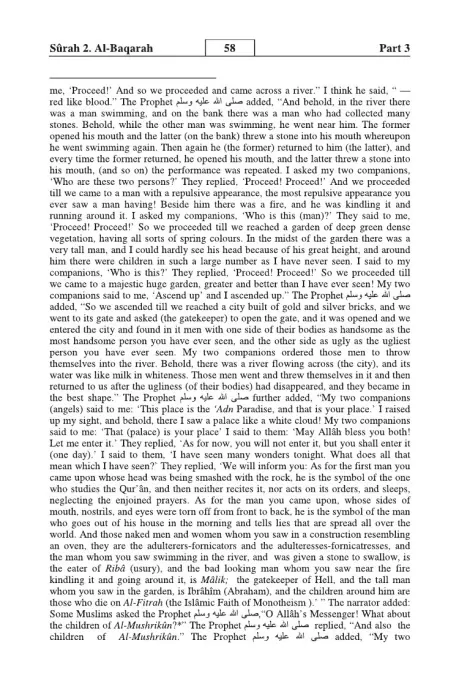 Sûrah 2. Al-Baqarah 58 Part 3
me, ‘Proceed!’ And so we proceeded and came across a river.” I think he said, “ —
red like blood.” The Prophet صلى الله عليه وسلم added, “And behold, in the river there
was a man swimming, and on the bank there was a man who had collected many
stones. Behold, while the other man was swimming, he went near him. The former
opened his mouth and the latter (on the bank) threw a stone into his mouth whereupon
he went swimming again. Then again he (the former) returned to him (the latter), and
every time the former returned, he opened his mouth, and the latter threw a stone into
his mouth, (and so on) the performance was repeated. I asked my two companions,
‘Who are these two persons?’ They replied, ‘Proceed! Proceed!’ And we proceeded
till we came to a man with a repulsive appearance, the most repulsive appearance you
ever saw a man having! Beside him there was a fire, and he was kindling it and
running around it. I asked my companions, ‘Who is this (man)?’ They said to me,
‘Proceed! Proceed!’ So we proceeded till we reached a garden of deep green dense
vegetation, having all sorts of spring colours. In the midst of the garden there was a
very tall man, and I could hardly see his head because of his great height, and around
him there were children in such a large number as I have never seen. I said to my
companions, ‘Who is this?’ They replied, ‘Proceed! Proceed!’ So we proceeded till
we came to a majestic huge garden, greater and better than I have ever seen! My two
companions said to me, ‘Ascend up’ and I ascended up.” The Prophet صلى الله عليه وسلم
added, “So we ascended till we reached a city built of gold and silver bricks, and we
went to its gate and asked (the gatekeeper) to open the gate, and it was opened and we
entered the city and found in it men with one side of their bodies as handsome as the
most handsome person you have ever seen, and the other side as ugly as the ugliest
person you have ever seen. My two companions ordered those men to throw
themselves into the river. Behold, there was a river flowing across (the city), and its
water was like milk in whiteness. Those men went and threw themselves in it and then
returned to us after the ugliness (of their bodies) had disappeared, and they became in
the best shape.” The Prophet صلى الله عليه وسلم further added, “My two companions
(angels) said to me: ‘This place is the ‘Adn Paradise, and that is your place.’ I raised
up my sight, and behold, there I saw a palace like a white cloud! My two companions
said to me: ‘That (palace) is your place’ I said to them: ‘May Allâh bless you both!
Let me enter it.’ They replied, ‘As for now, you will not enter it, but you shall enter it
(one day).’ I said to them, ‘I have seen many wonders tonight. What does all that
mean which I have seen?’ They replied, ‘We will inform you: As for the first man you
came upon whose head was being smashed with the rock, he is the symbol of the one
who studies the Qur’ân, and then neither recites it, nor acts on its orders, and sleeps,
neglecting the enjoined prayers. As for the man you came upon, whose sides of
mouth, nostrils, and eyes were torn off from front to back, he is the symbol of the man
who goes out of his house in the morning and tells lies that are spread all over the
world. And those naked men and women whom you saw in a construction resembling
an oven, they are the adulterers-fornicators and the adulteresses-fornicatresses, and
the man whom you saw swimming in the river, and was given a stone to swallow, is
the eater of Ribâ (usury), and the bad looking man whom you saw near the fire
kindling it and going around it, is Mâlik; the gatekeeper of Hell, and the tall man
whom you saw in the garden, is Ibrâhîm (Abraham), and the children around him are
those who die on Al-Fitrah (the Islâmic Faith of Monotheism ).’ ” The narrator added:
Some Muslims asked the Prophet صلى الله عليه وسلم,“O Allâh’s Messenger! What about
the children of Al-Mushrikûn?*” The Prophet صلى الله عليه وسلم replied, “And also the
children of Al-Mushrikûn.” The Prophet صلى الله عليه وسلم added, “My two